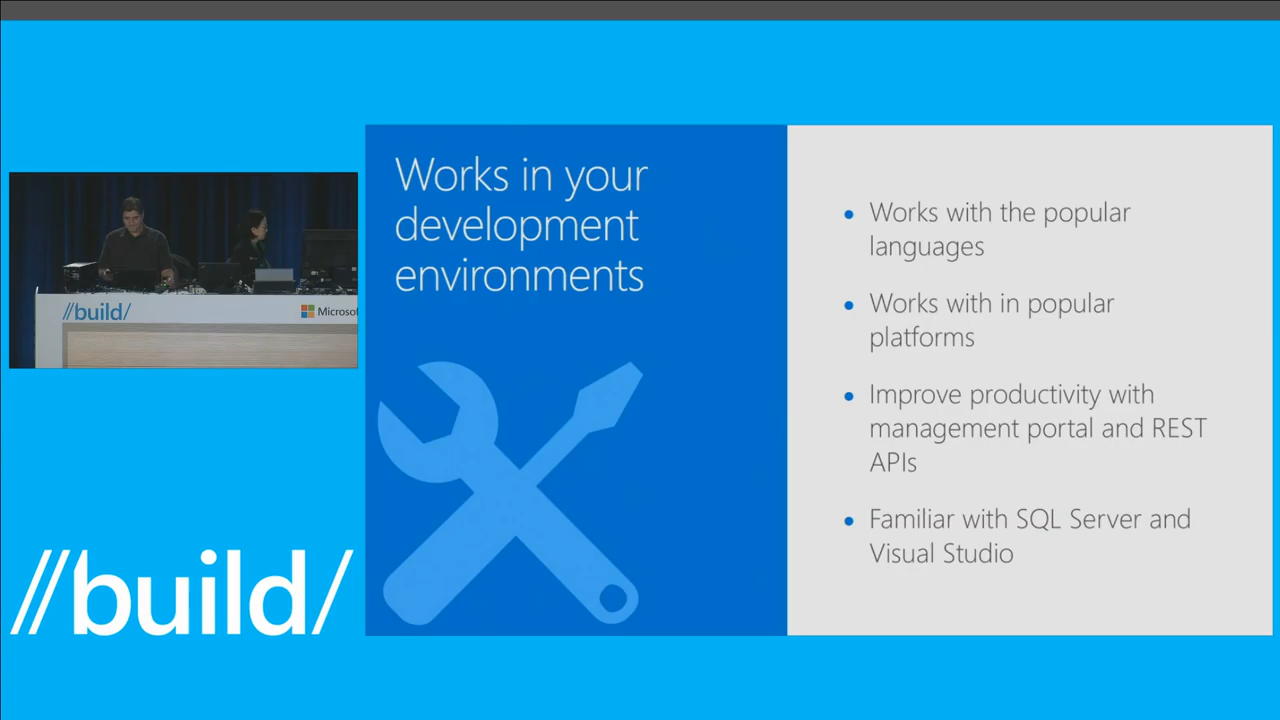 Works in your
development
environments
Works with the popular
languages
Works with in popular
platforms
Improve productivity with
management portal and REST
APIs
Familiar with SQL Server and
Visual Studio
//build/
Microsof
//build/